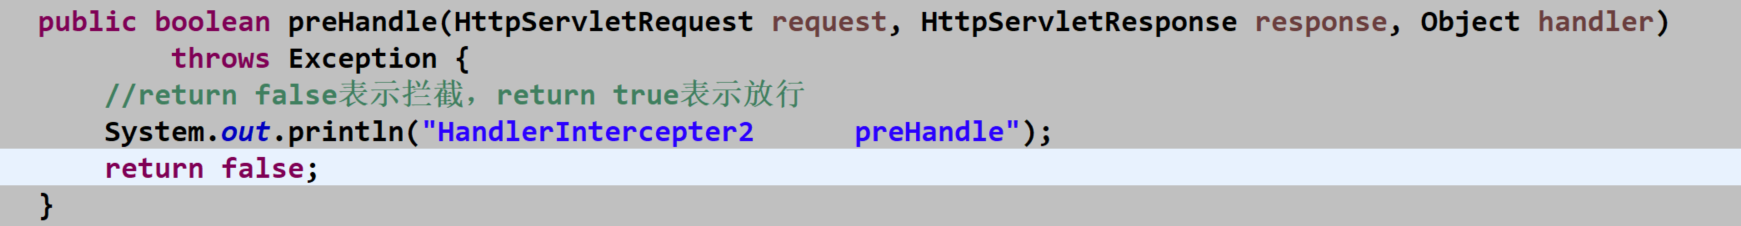 public boolean preHandle(HttpServletRequest request, HttpServletResponse response, Object handler)
throws Exception {
//return false表示拦截，return true表示放行
System.out.println("HandlerIntercepter2      preHandle");
return false;
}